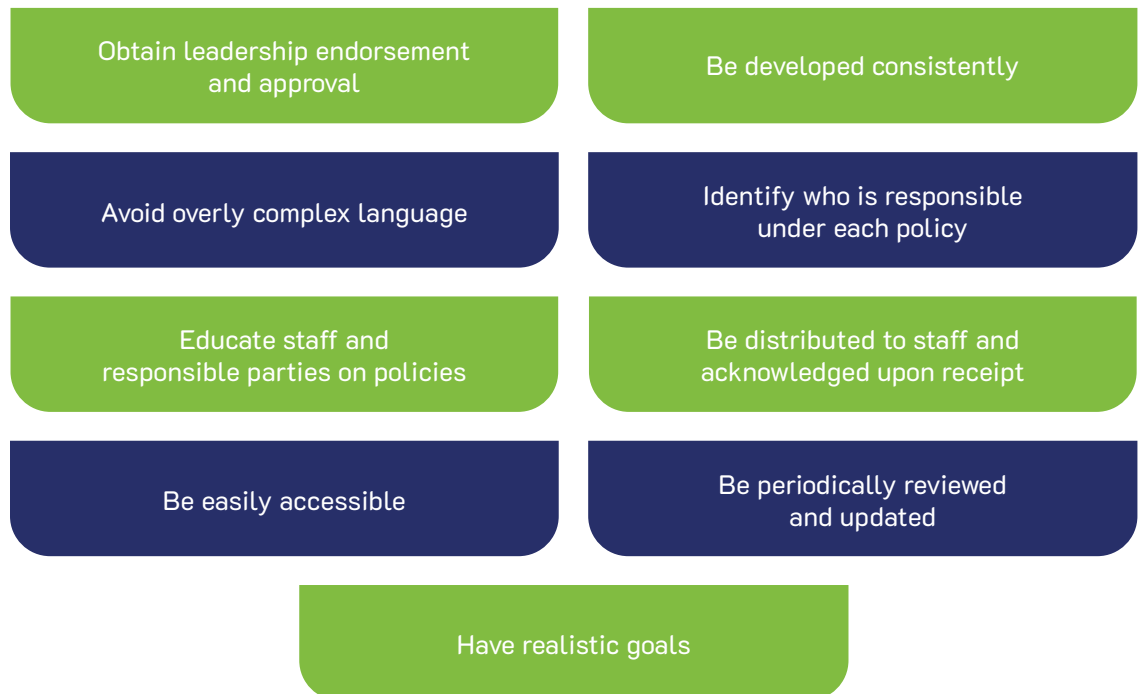 Obtain leadership endorsement
and approval
Be developed consistently
Avoid overly complex language
Identify who is responsible
under each policy
Educate staff and
responsible parties on policies
Be distributed to staff and
acknowledged upon receipt
Be easily accessible
Be periodically reviewed
and updated
Have realistic goals